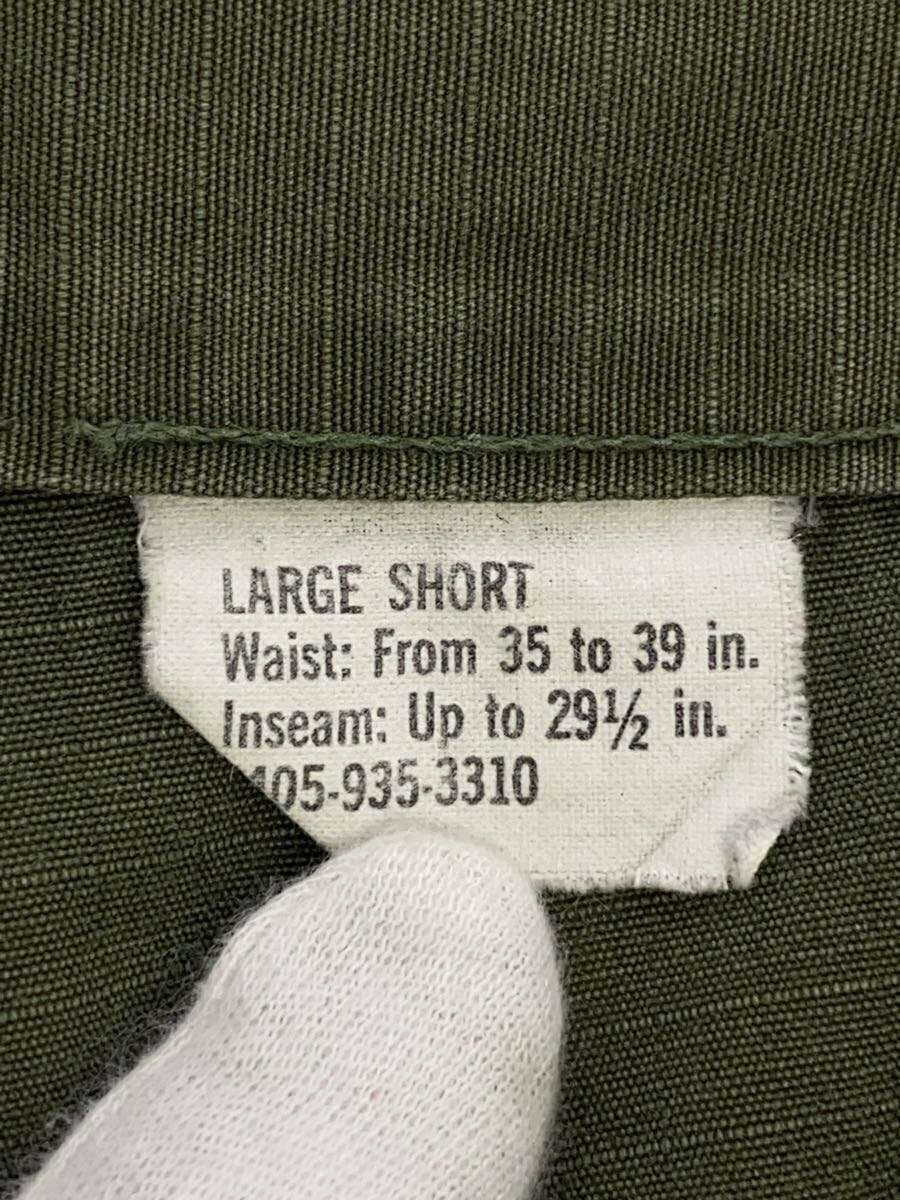 LARGE SHORT
Waist: From 35 to 39 in.
Inseam: Up to 29½ in.
405-935-3310